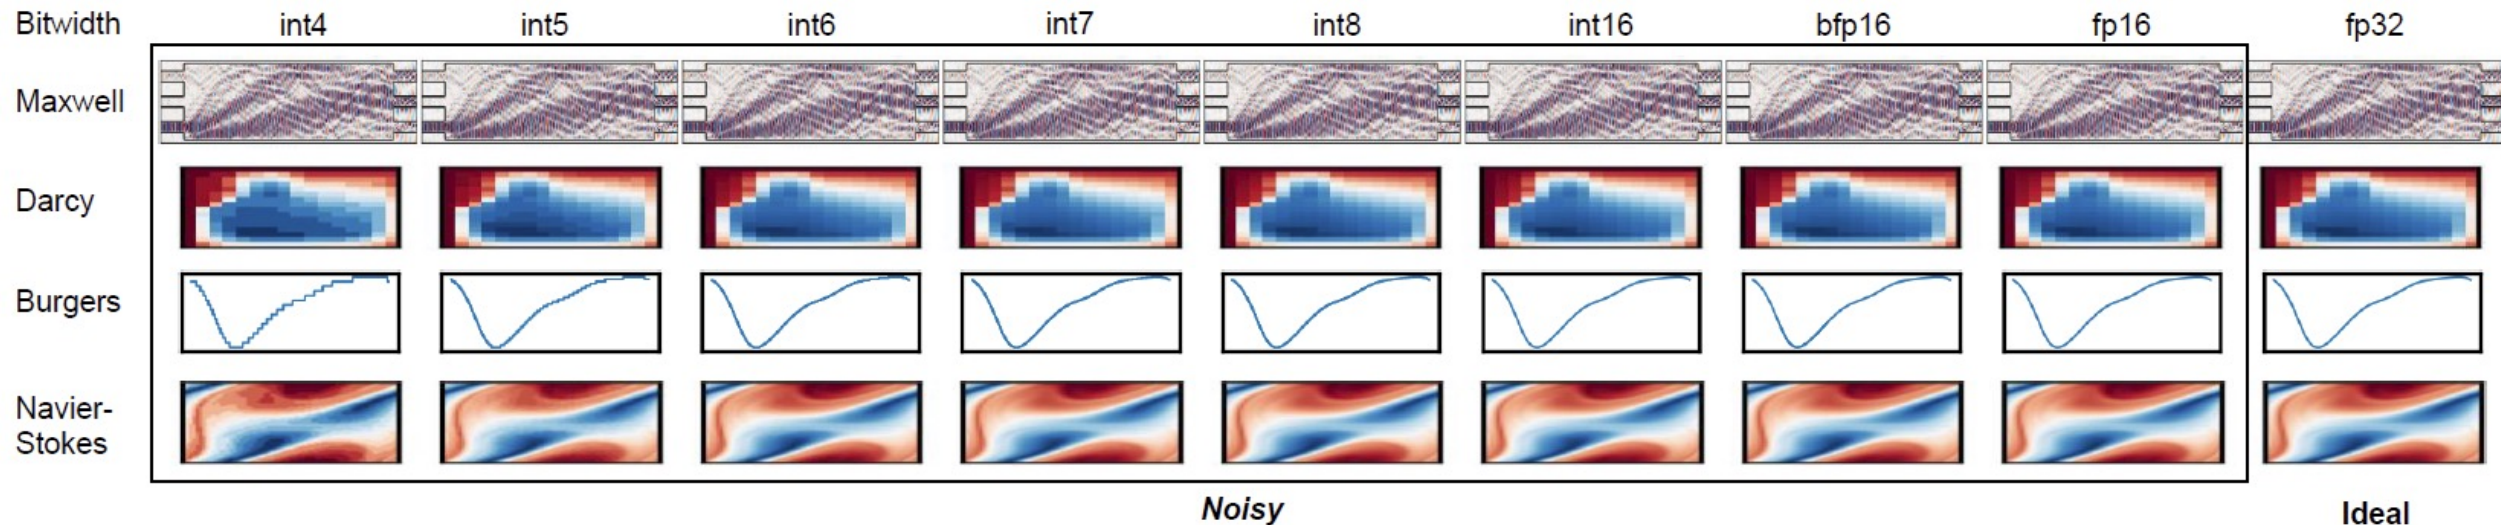 Bitwidth int4 int5 int6 int7 int8 int16 bfp16 fp16 fp32
Maxwell
Darcy
Burgers
Navier-
Stokes
Noisy
Ideal